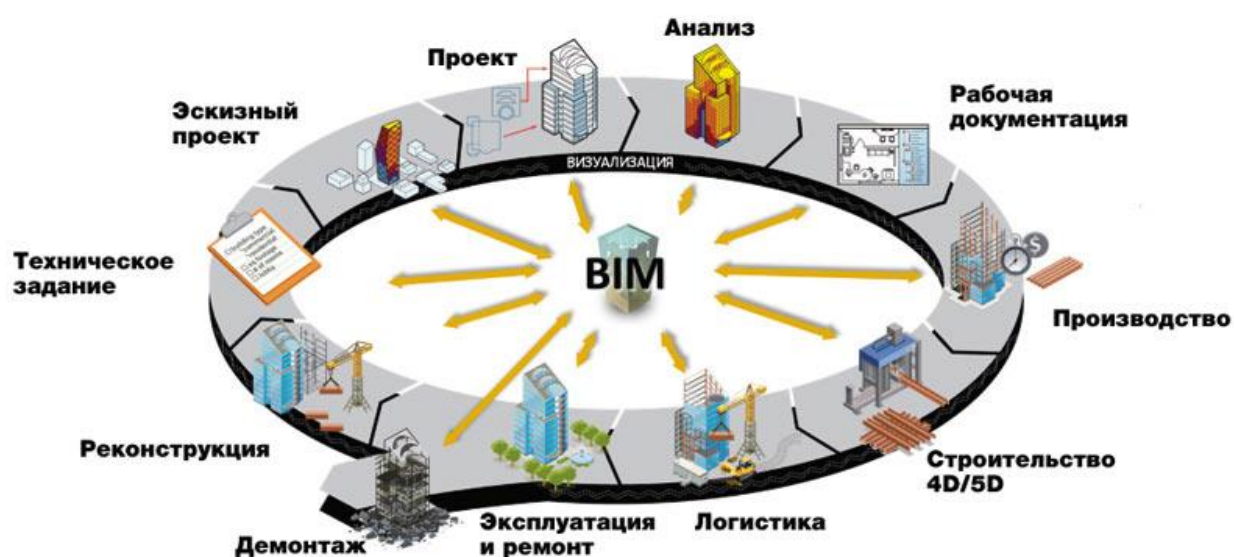 Анализ
Проект
Эскизный
проект
Рабочая
документация
ВИЗУАЛИЗАЦИЯ
Техническое
задание
BIM
Производство
Реконструкция
Строительство
4D/5D
Демонтаж
Эксплуатация
и ремонт
Логистика